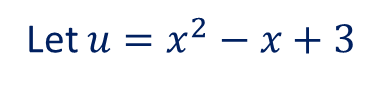 Let u = x² − x + 3